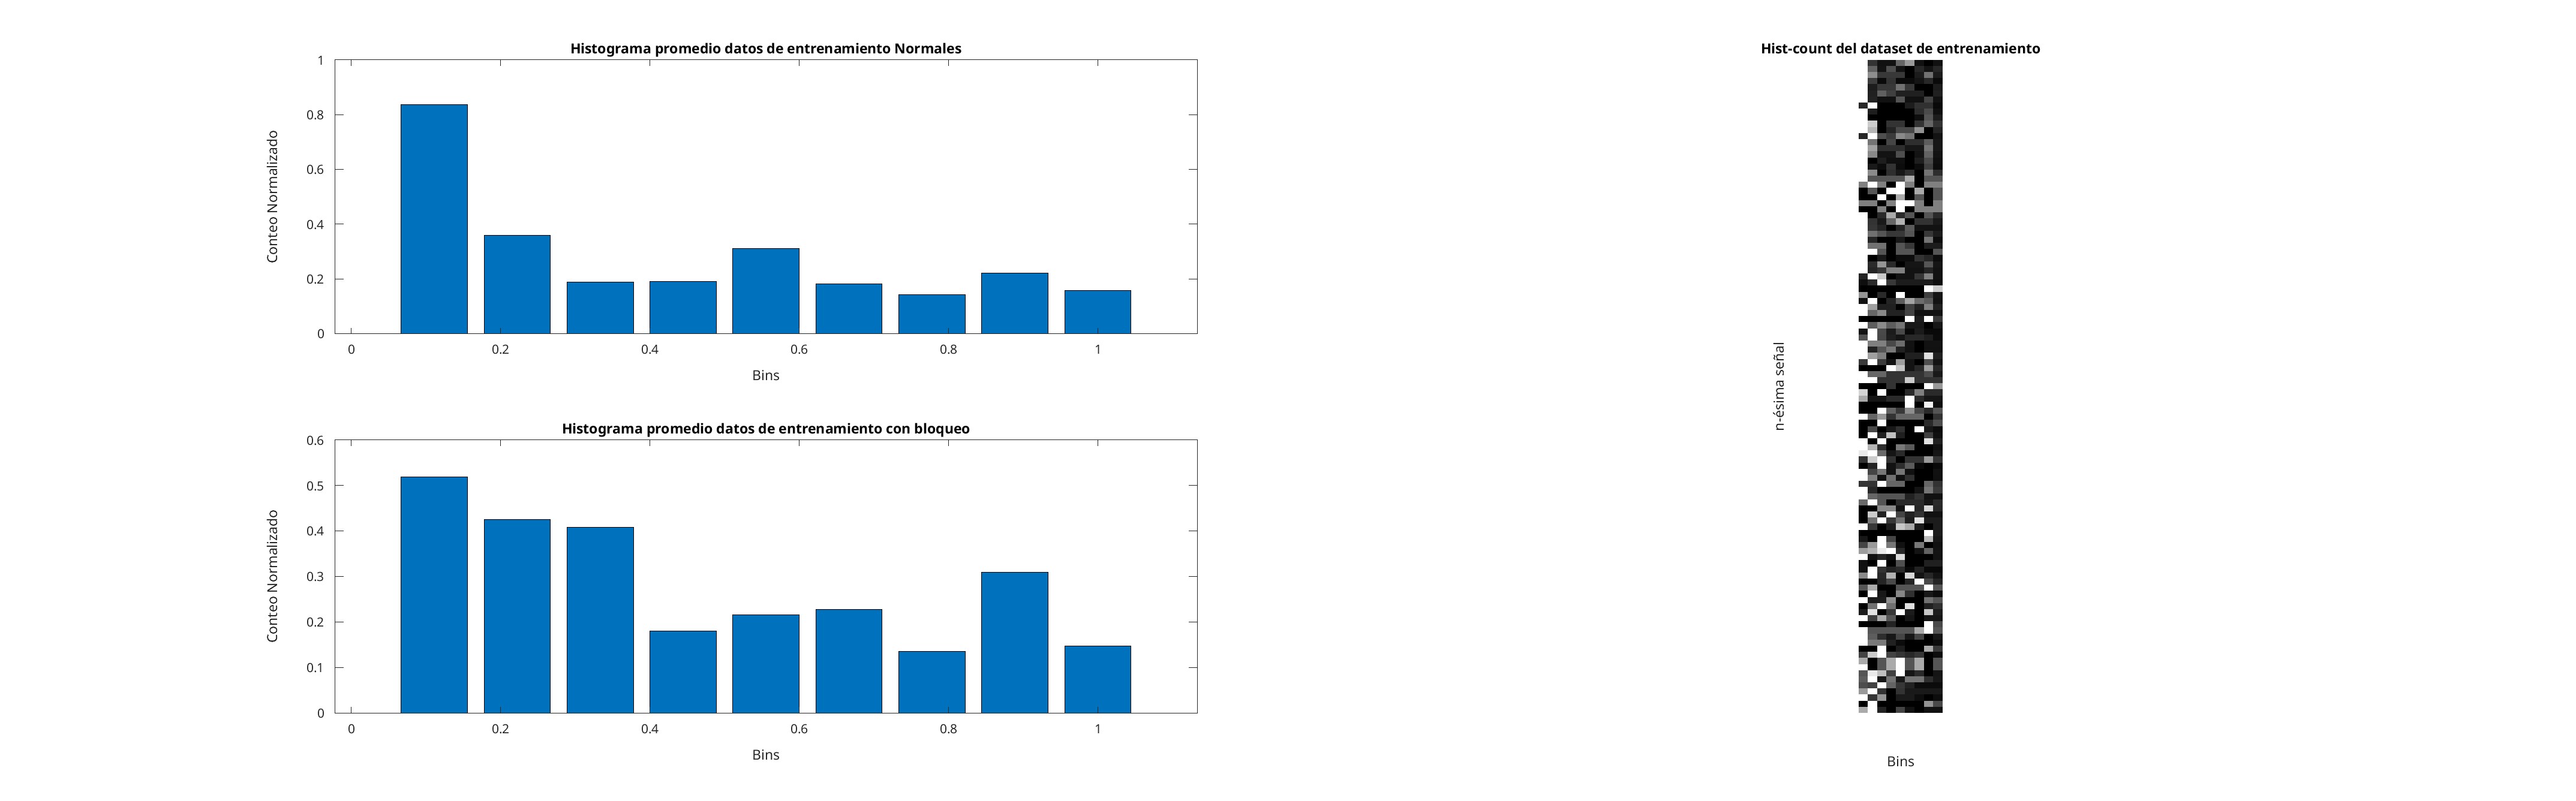 Histograma promedio datos de entrenamiento Normales
1
0.8
0.6
0.4
0.2
0
Conteo Normalizado
0 0.2 0.4 0.6 0.8 1
Bins
Histograma promedio datos de entrenamiento con bloqueo
0.6
0.5
0.4
0.3
0.2
0.1
0
Conteo Normalizado
0 0.2 0.4 0.6 0.8 1
Bins
Hist-count del dataset de entrenamiento
n-ésima señal
Bins